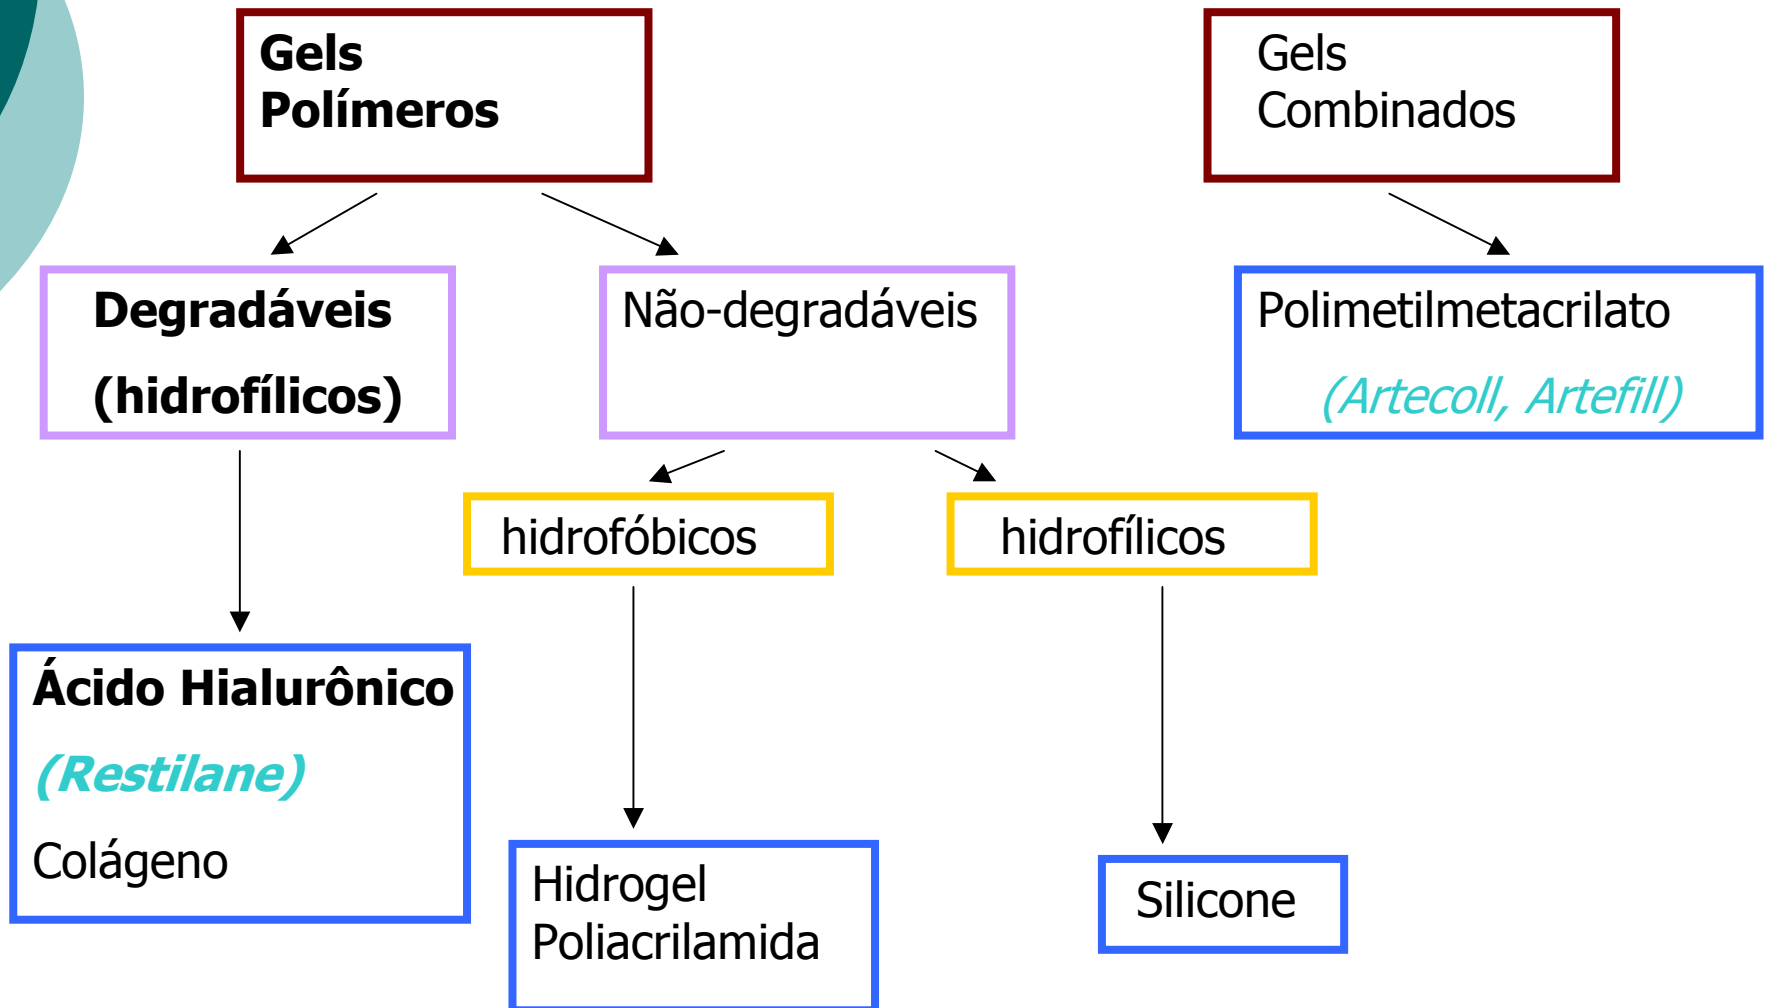 Gels
Polímeros
Gels
Combinados
Degradáveis
(hidrofílicos)
Não-degradáveis
Polimetilmetacrilato
(Artecoll, Artefill)
hidrofóbicos
hidrofílicos
Ácido Hialurônico
(Restilane)
Colágeno
Hidrogel
Poliacrilamida
Silicone